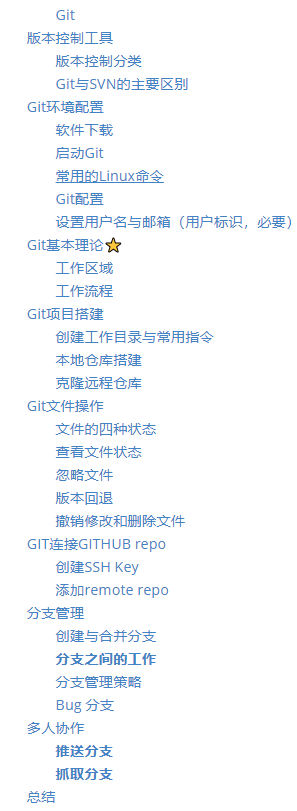 Git
版本控制工具
版本控制分类
Git与SVN的主要区别
Git环境配置
软件下载
启动Git
常用的Linux命令
Git配置
设置用户名与邮箱（用户标识，必要）
Git基本理论⭐
工作区域
工作流程
Git项目搭建
创建工作目录与常用指令
本地仓库搭建
克隆远程仓库
Git文件操作
文件的四种状态
查看文件状态
忽略文件
版本回退
撤销修改和删除文件
GIT连接GITHUB repo
创建SSH Key
添加remote repo
分支管理
创建与合并分支
分支之间的工作
分支管理策略
Bug 分支
多人协作
推送分支
抓取分支
总结